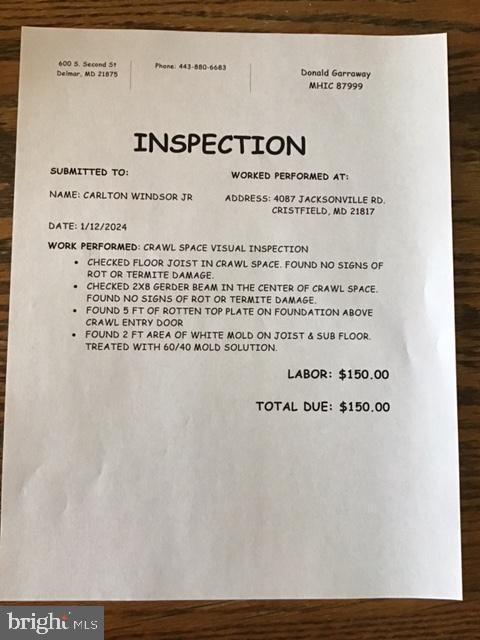 600 S. Second St
Delmar, MD 21875
Phone: 443-880-6683
Donald Garraway
MHIC 87999
INSPECTION
SUBMITTED TO:
WORKED PERFORMED AT:
NAME: CARLTON WINDSOR JR
ADDRESS: 4087 JACKSONVILLE RD.
CRISTFIELD, MD 21817
DATE: 1/12/2024
WORK PERFORMED: CRAWL SPACE VISUAL INSPECTION
• CHECKED FLOOR JOIST IN CRAWL SPACE. FOUND NO SIGNS OF
ROT OR TERMITE DAMAGE.
• CHECKED 2X8 GERDER BEAM IN THE CENTER OF CRAWL SPACE.
FOUND NO SIGNS OF ROT OR TERMITE DAMAGE.
• FOUND 5 FT OF ROTTEN TOP PLATE ON FOUNDATION ABOVE
CRAWL ENTRY DOOR
• FOUND 2 FT AREA OF WHITE MOLD ON JOIST & SUB FLOOR.
TREATED WITH 60/40 MOLD SOLUTION.
LABOR: $150.00
TOTAL DUE: $150.00
bright MLS